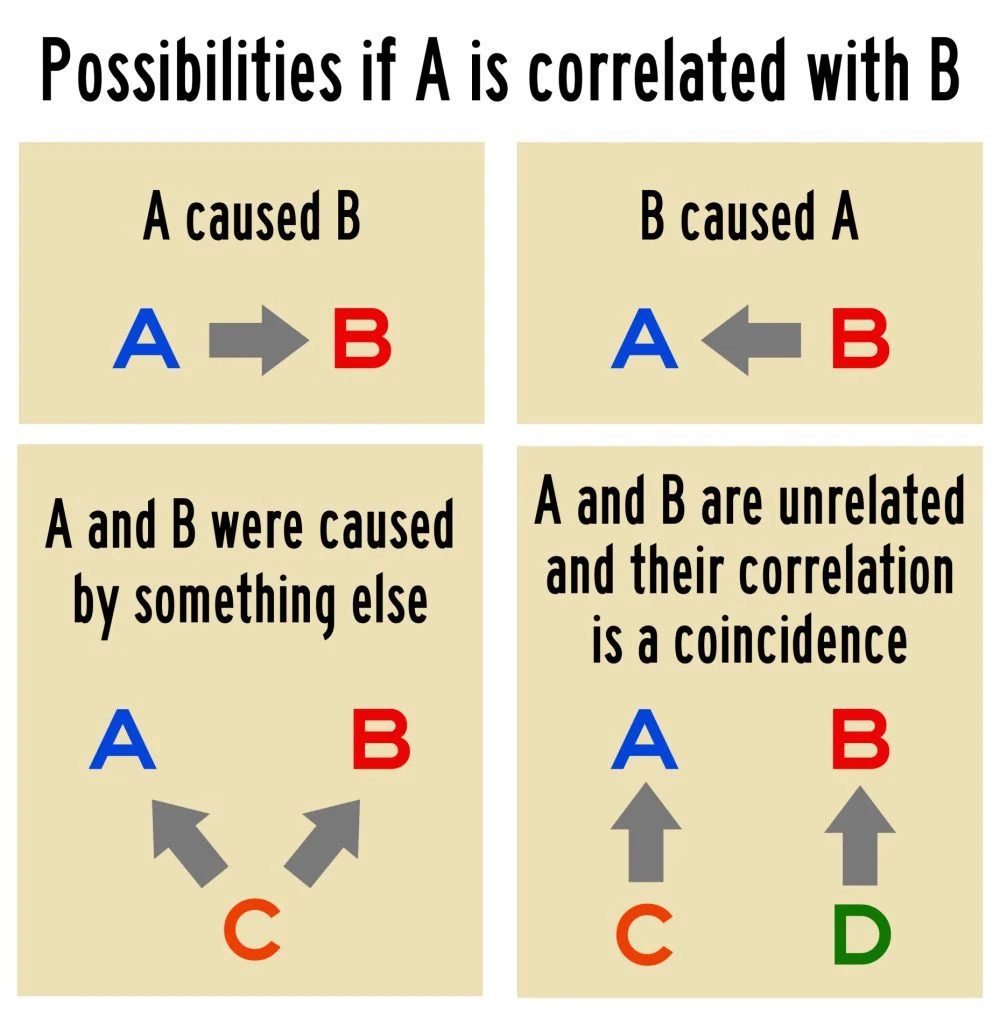 Possibilities if A is correlated with B
A caused B
A B
B caused A
A B
A and B were caused
by something else
A B
C
A and B are unrelated
and their correlation
is a coincidence
A B
C D